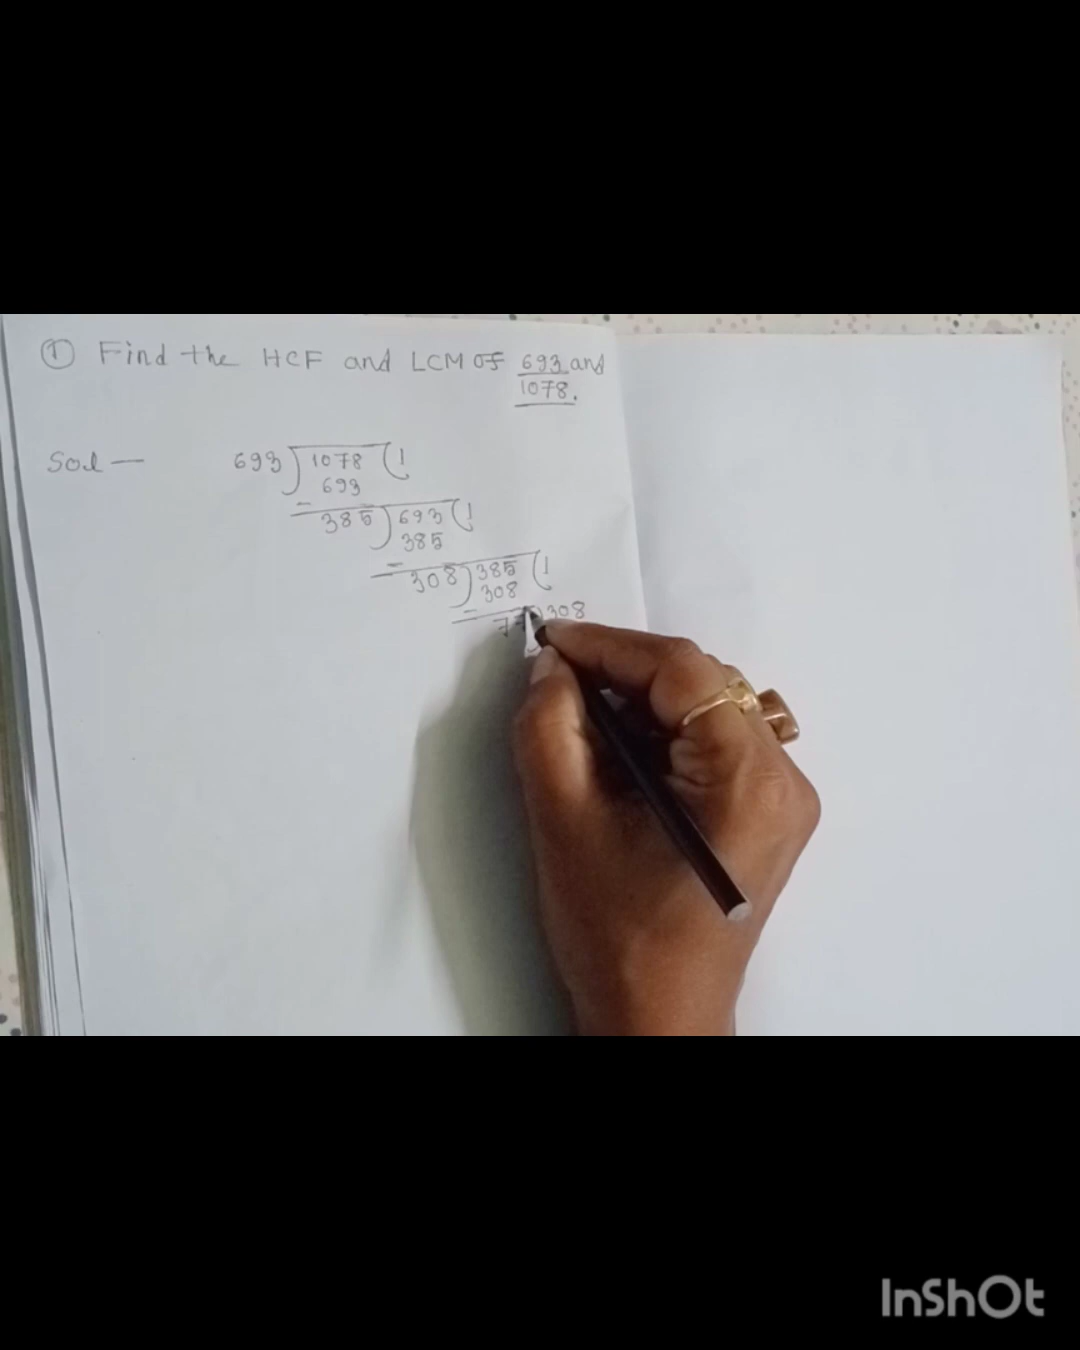 ① Find the HCF and LCM of 693 and
1078.
Sol — 693 ) 1078 ( 1
693
- 385 ) 693 ( 1
385
- 308 ) 385 ( 1
308
- 77 ) 308
InShOt